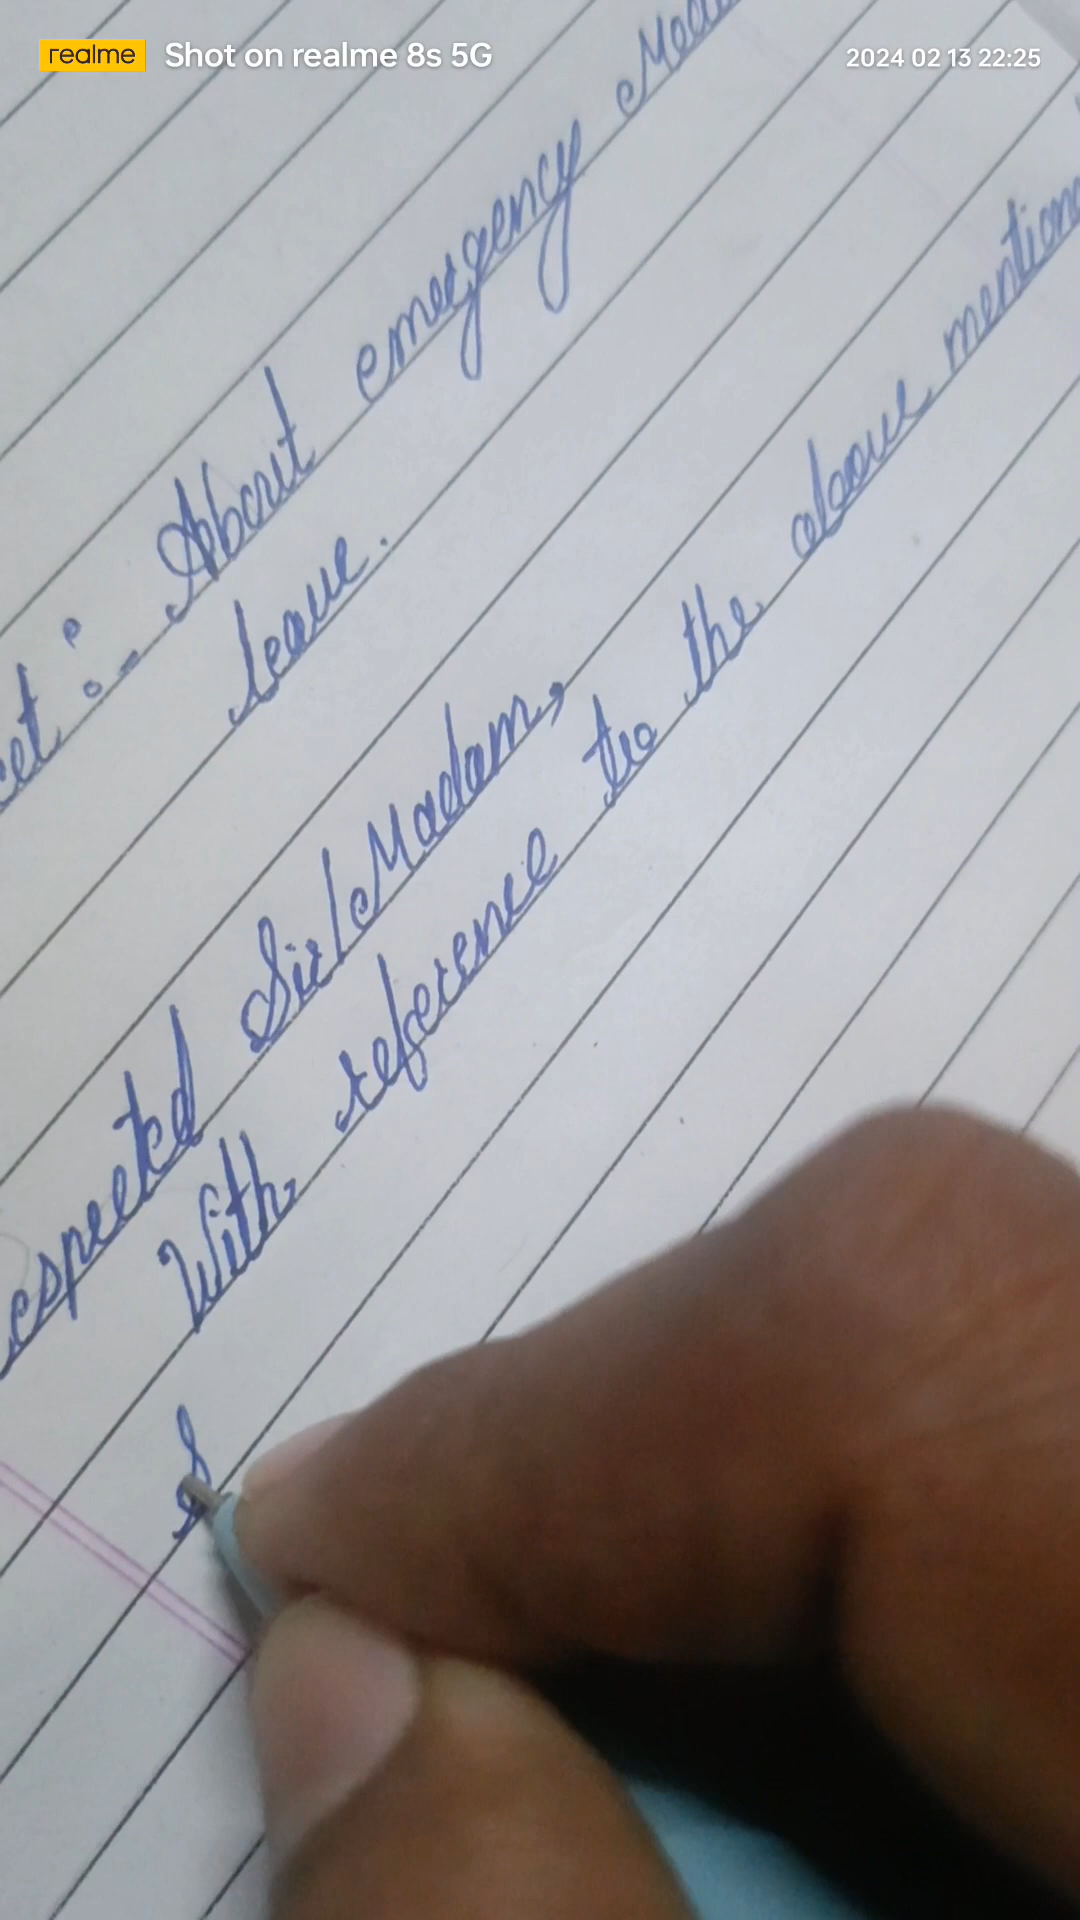 realme Shot on realme 8s 5G
2024 02 13 22:25
About emergency
leave.
Sir/Madam,
With reference to the above
S